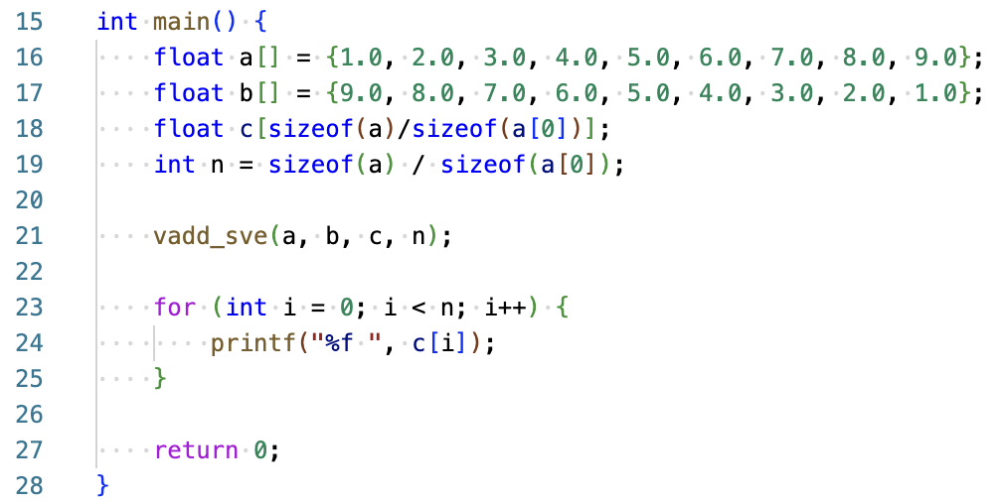 15 int main() {
16     float a[] = {1.0, 2.0, 3.0, 4.0, 5.0, 6.0, 7.0, 8.0, 9.0};
17     float b[] = {9.0, 8.0, 7.0, 6.0, 5.0, 4.0, 3.0, 2.0, 1.0};
18     float c[sizeof(a)/sizeof(a[0])];
19     int n = sizeof(a) / sizeof(a[0]);
20
21     vadd_sve(a, b, c, n);
22
23     for (int i = 0; i < n; i++) {
24         printf("%f ", c[i]);
25     }
26
27     return 0;
28 }